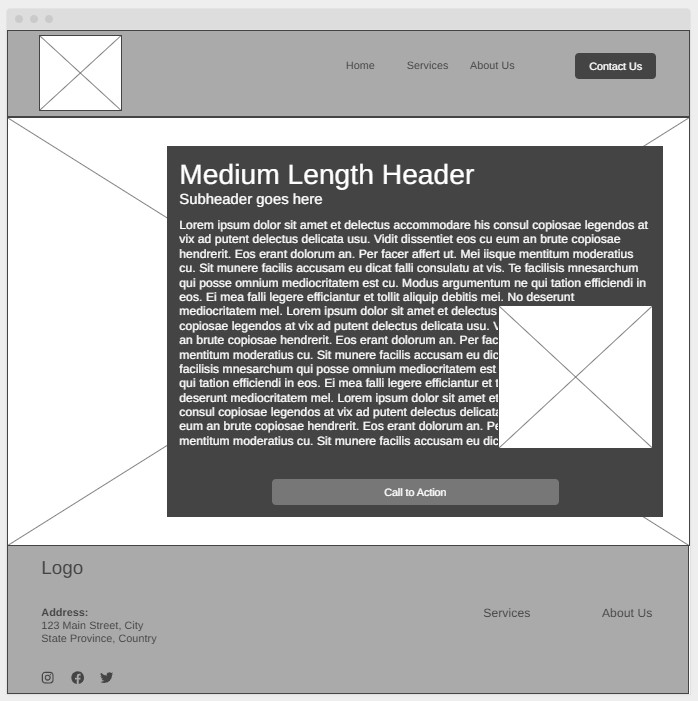 Home Services About Us Contact Us
Medium Length Header
Subheader goes here
Lorem ipsum dolor sit amet et delectus accommodare his consul copiosae legendos at
vix ad putent delectus delicata usu. Vidit dissentiet eos cu eum an brute copiosae
hendrerit. Eos erant dolorum an. Per facer affert ut. Mei iisque mentitum moderatius
cu. Sit munere facilis accusam eu dicat falli consulatu at vis. Te facilisis mnesarchum
qui posse omnium mediocritatem est cu. Modus argumentum ne qui tation efficiendi in
eos. Ei mea falli legere efficiantur et tollit aliquip debitis mei. No deserunt
mediocritatem mel. Lorem ipsum dolor sit amet et delectus
copiosae legendos at vix ad putent delectus delicata usu. V
an brute copiosae hendrerit. Eos erant dolorum an. Per fac
mentitum moderatius cu. Sit munere facilis accusam eu dic
facilisis mnesarchum qui posse omnium mediocritatem est
qui tation efficiendi in eos. Ei mea falli legere efficiantur et t
deserunt mediocritatem mel. Lorem ipsum dolor sit amet et
consul copiosae legendos at vix ad putent delectus delicata
eum an brute copiosae hendrerit. Eos erant dolorum an. Pe
mentitum moderatius cu. Sit munere facilis accusam eu dic
Call to Action
Logo
Address:
123 Main Street, City
State Province, Country
Services About Us